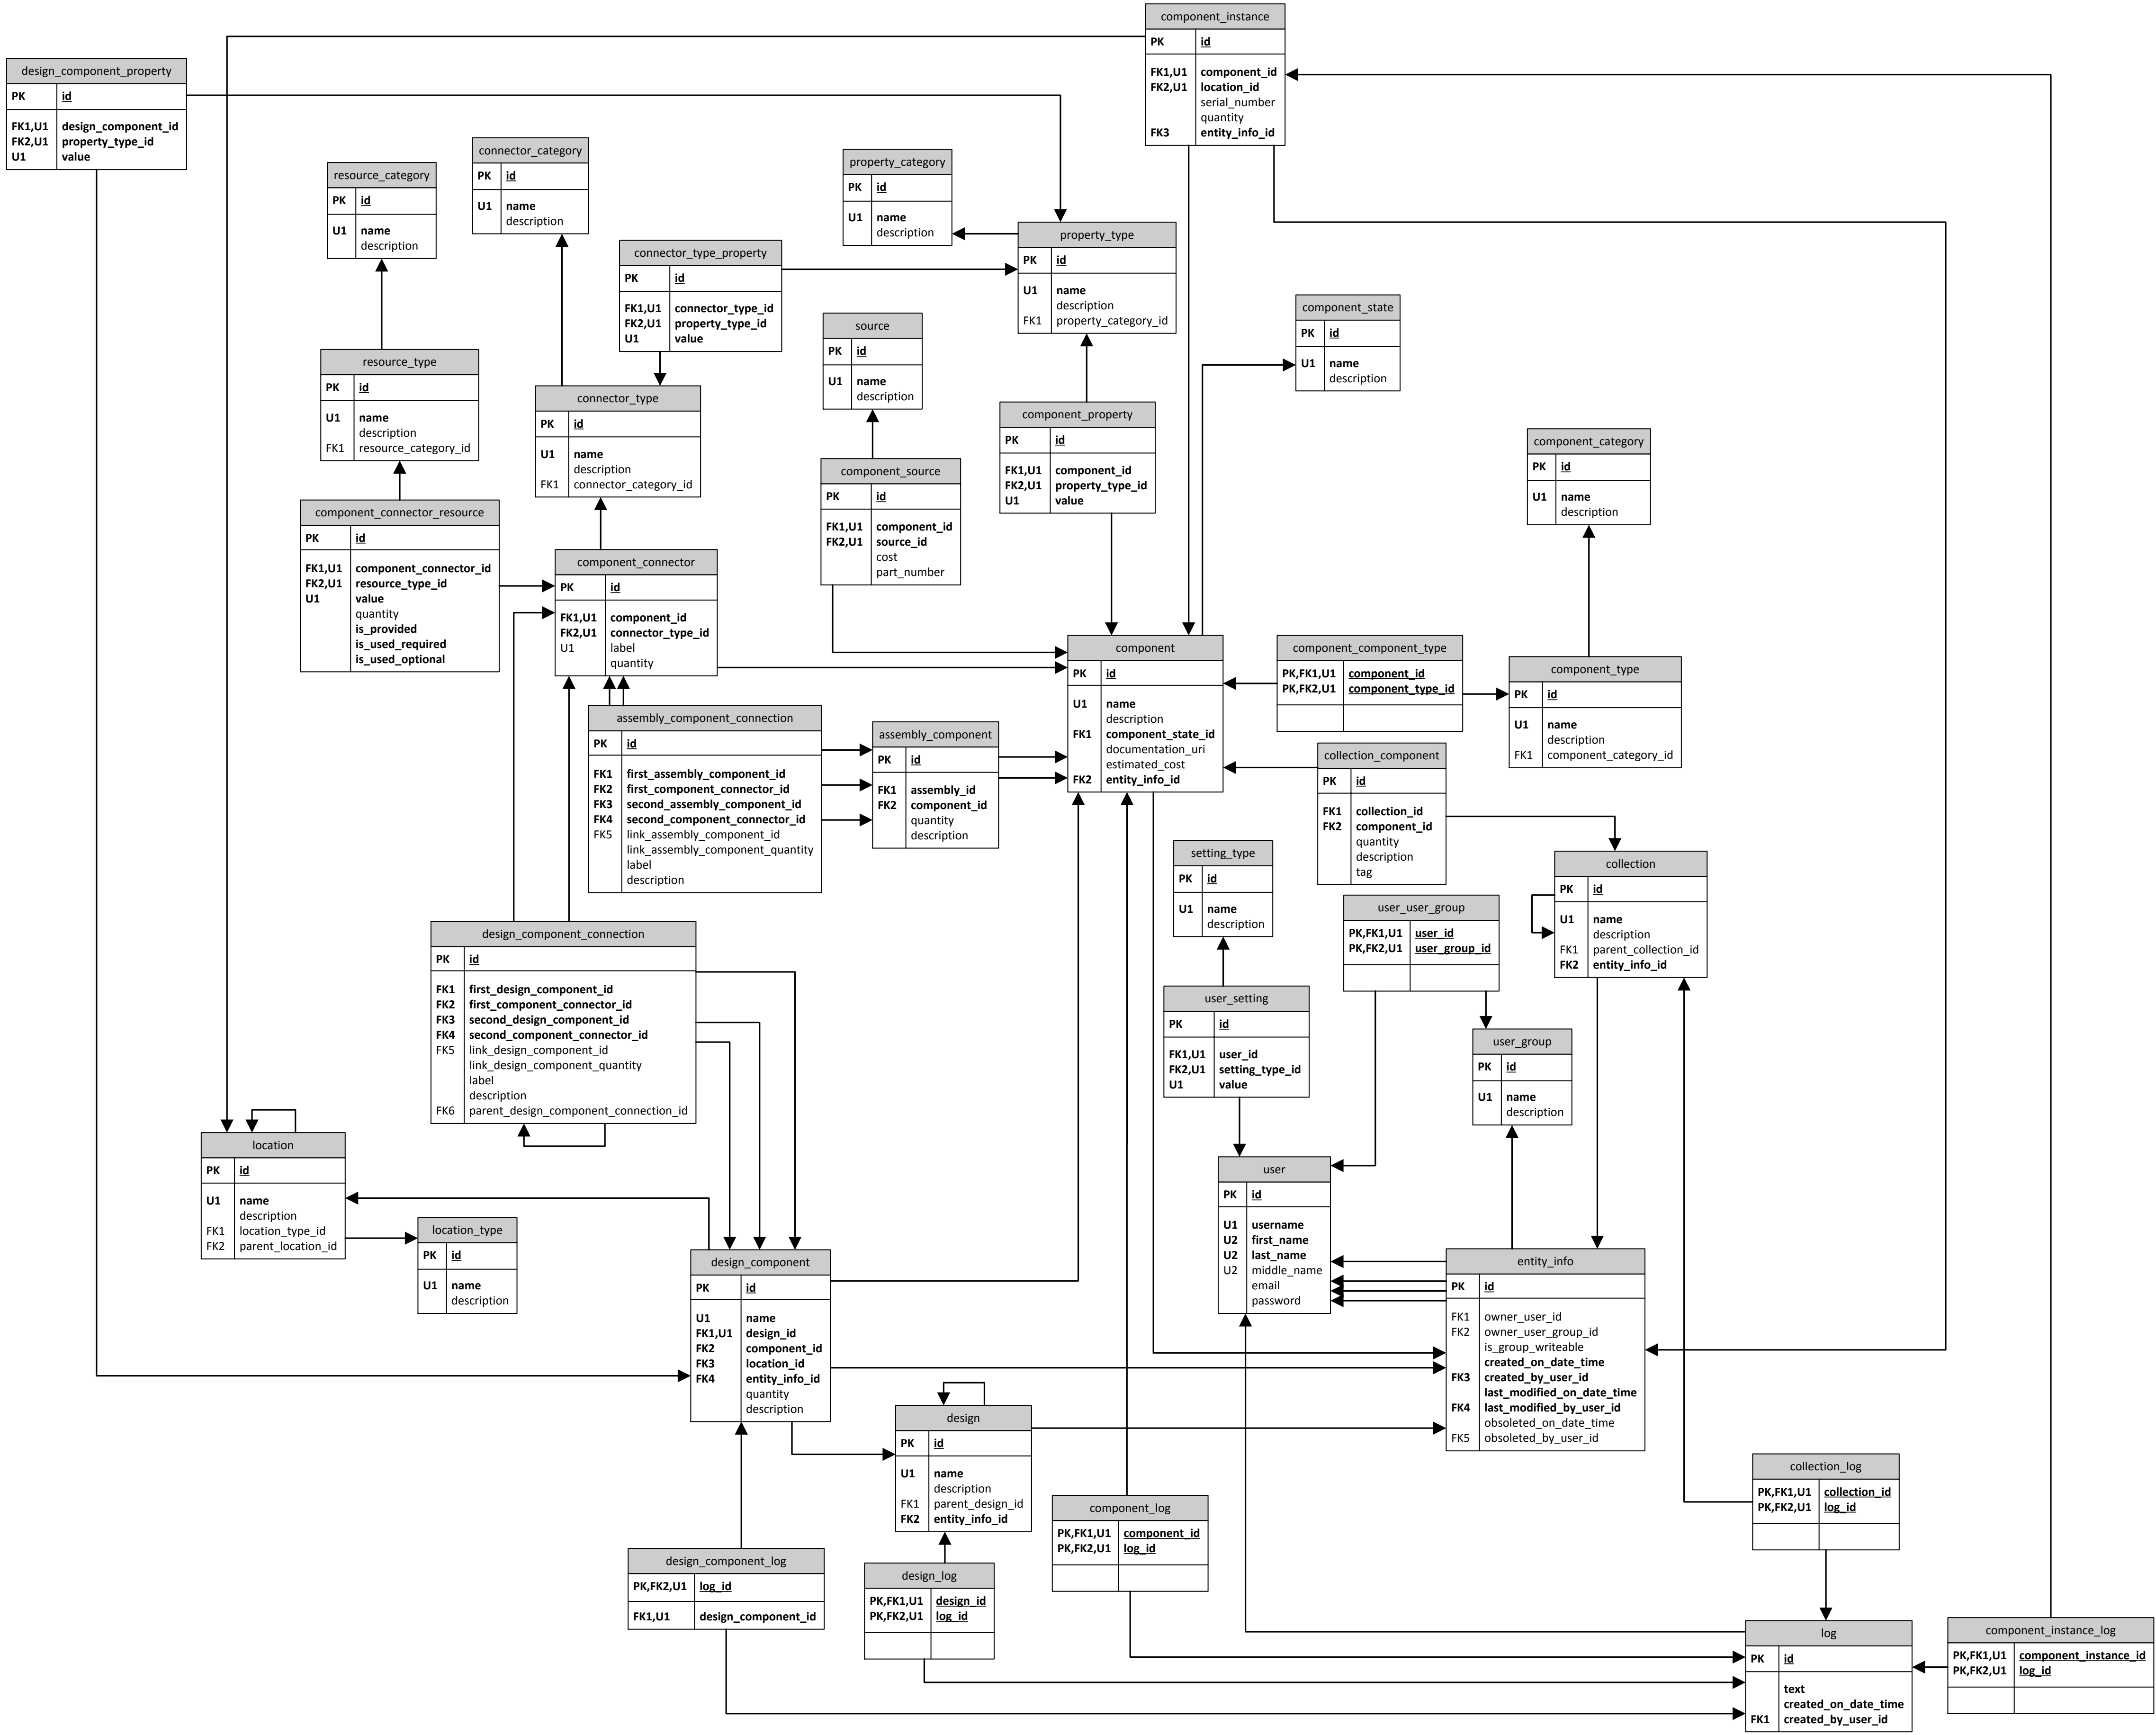 component_instance
PK id
FK1,U1 component_id
FK2,U1 location_id
serial_number
quantity
FK3 entity_info_id
design_component_property
PK id
FK1,U1 design_component_id
FK2,U1 property_type_id
U1 value
connector_category
PK id
U1 name
description
property_category
PK id
U1 name
description
resource_category
PK id
U1 name
description
property_type
PK id
U1 name
description
FK1 property_category_id
connector_type_property
PK id
FK1,U1 connector_type_id
FK2,U1 property_type_id
U1 value
component_state
PK id
U1 name
description
source
PK id
U1 name
description
resource_type
PK id
U1 name
description
FK1 resource_category_id
connector_type
PK id
U1 name
description
FK1 connector_category_id
component_property
PK id
FK1,U1 component_id
FK2,U1 property_type_id
U1 value
component_category
PK id
U1 name
description
component_source
PK id
FK1,U1 component_id
FK2,U1 source_id
cost
part_number
component_connector_resource
PK id
FK1,U1 component_connector_id
FK2,U1 resource_type_id
U1 value
quantity
is_provided
is_used_required
is_used_optional
component_connector
PK id
FK1,U1 component_id
FK2,U1 connector_type_id
U1 label
quantity
component
PK id
U1 name
description
FK1 component_state_id
documentation_uri
estimated_cost
FK2 entity_info_id
component_component_type
PK,FK1,U1 component_id
PK,FK2,U1 component_type_id
component_type
PK id
U1 name
description
FK1 component_category_id
assembly_component_connection
PK id
FK1 first_assembly_component_id
FK2 first_component_connector_id
FK3 second_assembly_component_id
FK4 second_component_connector_id
FK5 link_assembly_component_id
link_assembly_component_quantity
label
description
assembly_component
PK id
FK1 assembly_id
FK2 component_id
quantity
description
collection_component
PK id
FK1 collection_id
FK2 component_id
quantity
description
tag
setting_type
PK id
U1 name
description
collection
PK id
U1 name
description
FK1 parent_collection_id
FK2 entity_info_id
user_user_group
PK,FK1,U1 user_id
PK,FK2,U1 user_group_id
design_component_connection
PK id
FK1 first_design_component_id
FK2 first_component_connector_id
FK3 second_design_component_id
FK4 second_component_connector_id
FK5 link_design_component_id
link_design_component_quantity
label
description
FK6 parent_design_component_connection_id
user_setting
PK id
FK1,U1 user_id
FK2,U1 setting_type_id
U1 value
user_group
PK id
U1 name
description
location
PK id
U1 name
description
FK1 location_type_id
FK2 parent_location_id
user
PK id
U1 username
U2 first_name
U2 last_name
U2 middle_name
email
password
location_type
PK id
U1 name
description
design_component
PK id
U1 name
FK1,U1 design_id
FK2 component_id
FK3 location_id
FK4 entity_info_id
quantity
description
entity_info
PK id
FK1 owner_user_id
FK2 owner_user_group_id
is_group_writeable
created_on_date_time
FK3 created_by_user_id
last_modified_on_date_time
FK4 last_modified_by_user_id
obsoleted_on_date_time
FK5 obsoleted_by_user_id
design
PK id
U1 name
description
FK1 parent_design_id
FK2 entity_info_id
collection_log
PK,FK1,U1 collection_id
PK,FK2,U1 log_id
component_log
PK,FK1,U1 component_id
PK,FK2,U1 log_id
design_component_log
PK,FK2,U1 log_id
FK1,U1 design_component_id
design_log
PK,FK1,U1 design_id
PK,FK2,U1 log_id
log
PK id
text
created_on_date_time
FK1 created_by_user_id
component_instance_log
PK,FK1,U1 component_instance_id
PK,FK2,U1 log_id